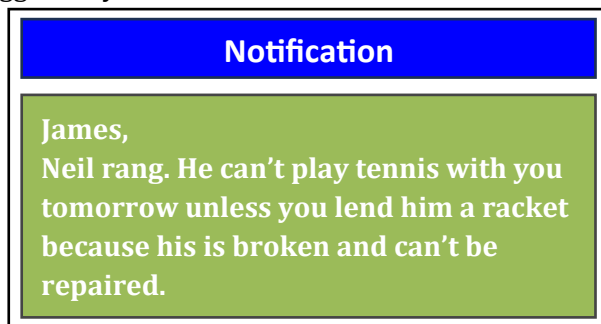 Notification
James,
Neil rang. He can’t play tennis with you
tomorrow unless you lend him a racket
because his is broken and can’t be
repaired.